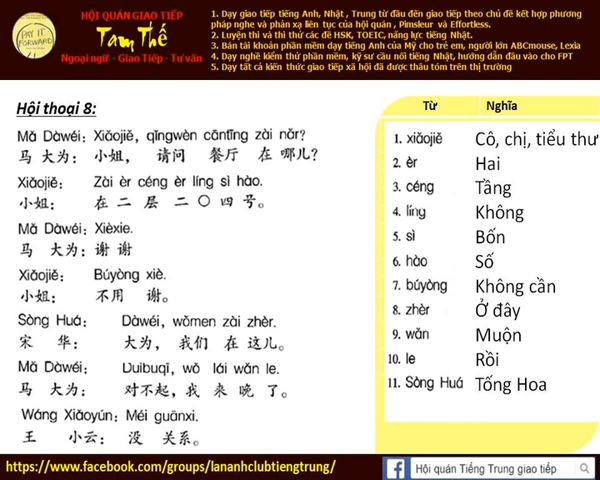 PAY IT FORWARD
HỘI QUÁN GIAO TIẾP
Tam Thế
Ngoại ngữ - Giao Tiếp - Tư vấn
1. Dạy giao tiếp tiếng Anh, Nhật , Trung từ đầu đến giao tiếp theo chủ đề kết hợp phương
pháp nghe và phản xạ liên tục của hội quán , Pimsleur và Effortless.
2. Luyện thi và thi thử các đề HSK, TOEIC, năng lực tiếng Nhật.
3. Bán tài khoản phần mềm dạy tiếng Anh của Mỹ cho trẻ em, người lớn ABCmouse, Lexia
4. Dạy nghề kiểm thử phần mềm, kỹ sư cầu nối tiếng Nhật, hướng dẫn đầu vào cho FPT
5. Dạy tất cả kiến thức giao tiếp xã hội đã được thâu tóm trên thị trường
Hội thoại 8:
Mǎ Dàwéi: Xiǎojiě, qǐngwèn cāntīng zài nǎr?
马 大为: 小姐, 请问 餐厅 在 哪儿?
Xiǎojiě: Zài èr céng èr líng sì hào.
小姐: 在 二 层 二 〇 四 号。
Mǎ Dàwéi: Xièxie.
马 大为: 谢 谢
Xiǎojiě: Búyòng xiè.
小姐: 不用 谢。
Sòng Huá: Dàwéi, wǒmen zài zhèr.
宋 华: 大为, 我们 在 这儿。
Mǎ Dàwéi: Duìbuqǐ, wǒ lái wǎn le.
马 大为: 对不起, 我 来 晚 了。
Wáng Xiǎoyún: Méi guānxi.
王 小云: 没 关系。
Từ Nghĩa
1. xiǎojiě Cô, chị, tiểu thư
2. èr Hai
3. céng Tầng
4. líng Không
5. sì Bốn
6. hào Số
7. búyòng Không cần
8. zhèr Ở đây
9. wǎn Muộn
10. le Rồi
11. Sòng Huá Tống Hoa
https://www.facebook.com/groups/lananhclubtiengtrung/
Hội quán Tiếng Trung giao tiếp